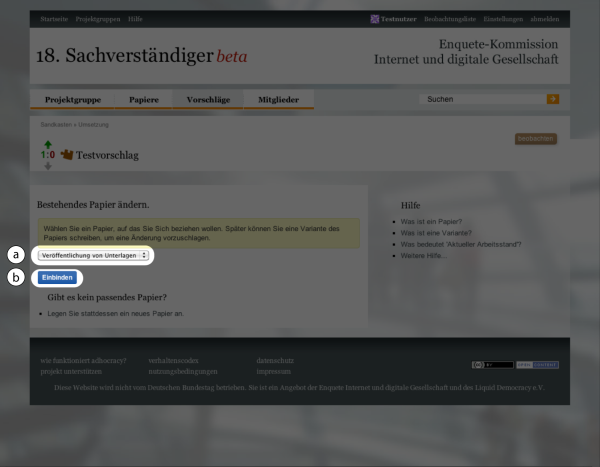 Startseite Projektgruppen Hilfe Testnutzer Beobachtungsliste Einstellungen abmelden
18. Sachverständiger beta
Enquete-Kommission
Internet und digitale Gesellschaft
Projektgruppe Papiere Vorschläge Mitglieder Suchen
Sandkasten » Umsetzung
beobachten
1:0 Testvorschlag
Bestehendes Papier ändern.
Wählen Sie ein Papier, auf das Sie Sich beziehen wollen. Später können Sie eine Variante des
Papiers schreiben, um eine Änderung vorzuschlagen.
a Veröffentlichung von Unterlagen
b Einbinden
Gibt es kein passendes Papier?
• Legen Sie stattdessen ein neues Papier an.
Hilfe
• Was ist ein Papier?
• Was ist eine Variante?
• Was bedeutet 'Aktueller Arbeitsstand'?
• Weitere Hilfe...
wie funktioniert adhocracy? verhaltenscodex datenschutz
projekt unterstützen nutzungsbedingungen impressum
Diese Website wird nicht vom Deutschen Bundestag betrieben. Sie ist ein Angebot der Enquete Internet und digitale Gesellschaft und des Liquid Democracy e.V.